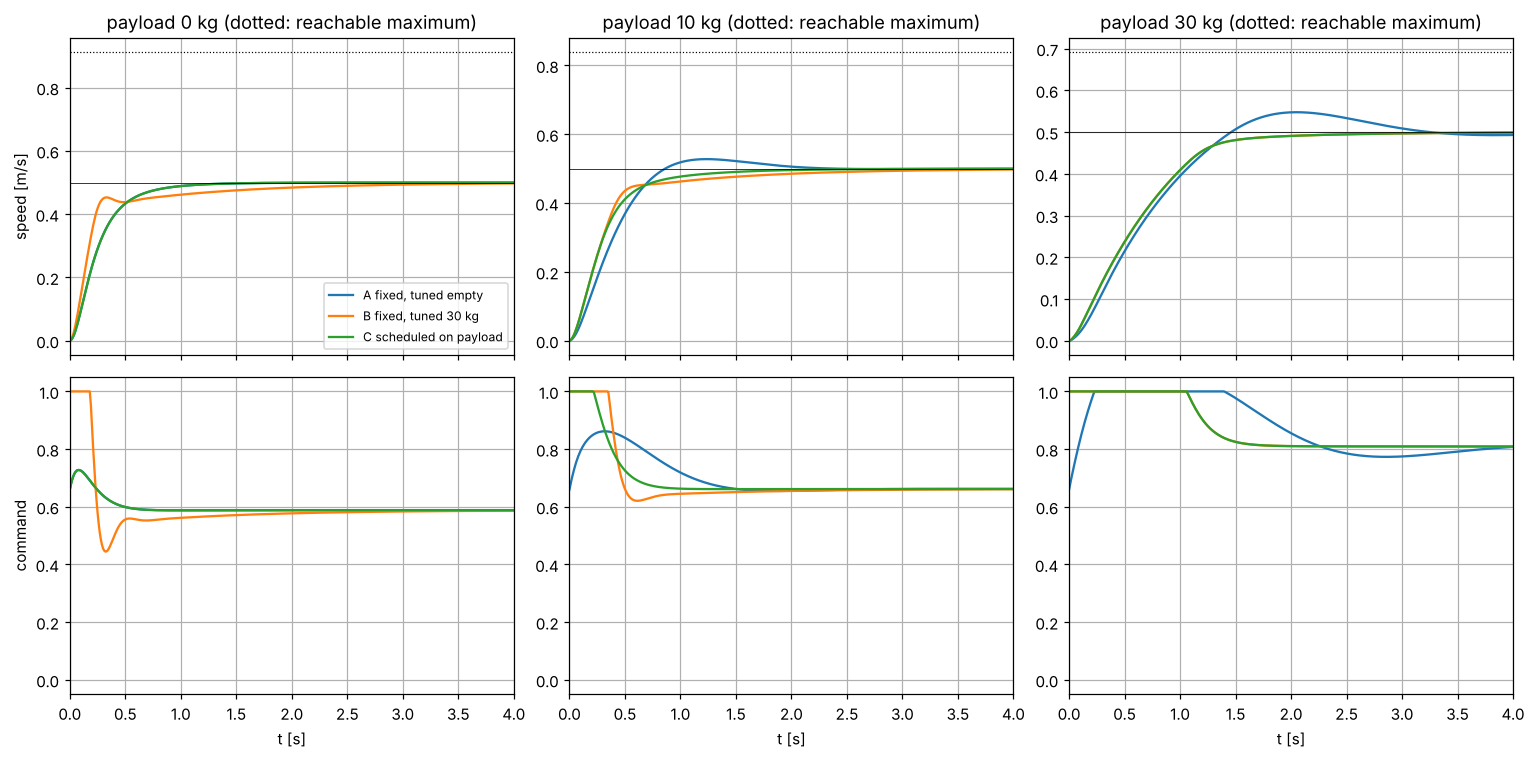 payload 0 kg (dotted: reachable maximum)
payload 10 kg (dotted: reachable maximum)
payload 30 kg (dotted: reachable maximum)
speed [m/s]
0.8
0.6
0.4
0.2
0.0
A fixed, tuned empty
B fixed, tuned 30 kg
C scheduled on payload
0.8
0.6
0.4
0.2
0.0
0.7
0.6
0.5
0.4
0.3
0.2
0.1
0.0
command
1.0
0.8
0.6
0.4
0.2
0.0
0.0 0.5 1.0 1.5 2.0 2.5 3.0 3.5 4.0
t [s]
1.0
0.8
0.6
0.4
0.2
0.0
0.0 0.5 1.0 1.5 2.0 2.5 3.0 3.5 4.0
t [s]
1.0
0.8
0.6
0.4
0.2
0.0
0.0 0.5 1.0 1.5 2.0 2.5 3.0 3.5 4.0
t [s]